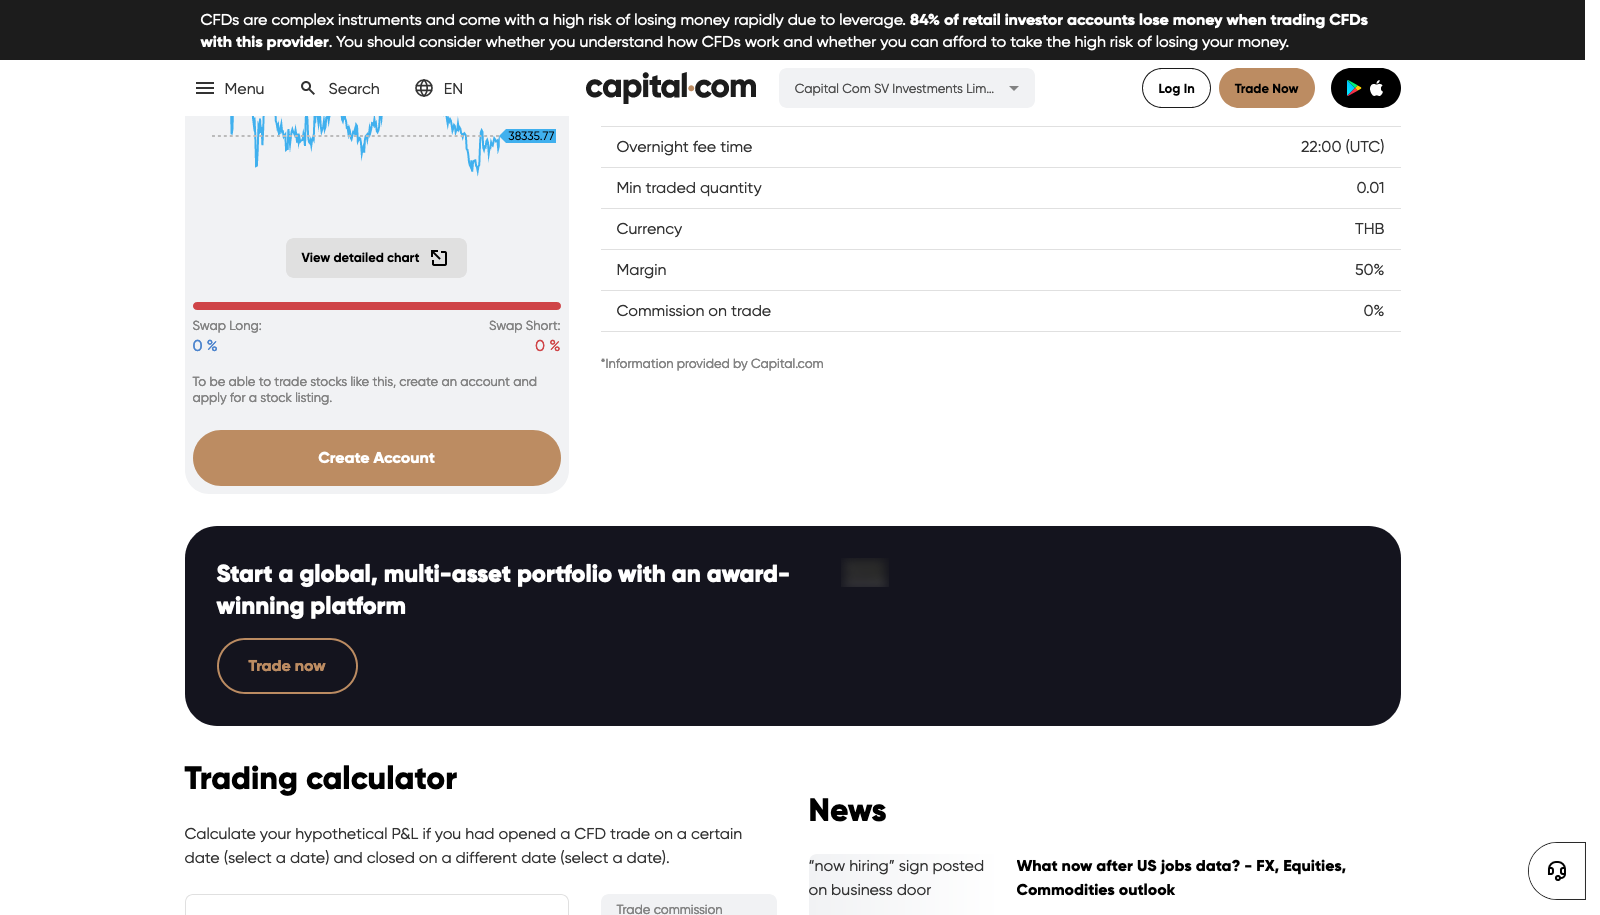 CFDs are complex instruments and come with a high risk of losing money rapidly due to leverage. 84% of retail investor accounts lose money when trading CFDs
with this provider. You should consider whether you understand how CFDs work and whether you can afford to take the high risk of losing your money.
Menu
Search
EN
capital.com
Capital Com SV Investments Lim...
Log In
Trade Now
38335.77
View detailed chart
Swap Long:
Swap Short:
0 %
0 %
To be able to trade stocks like this, create an account and
apply for a stock listing.
Create Account
Overnight fee time
22:00 (UTC)
Min traded quantity
0.01
Currency
THB
Margin
50%
Commission on trade
0%
*Information provided by Capital.com
Start a global, multi-asset portfolio with an award-
winning platform
Trade now
Trading calculator
Calculate your hypothetical P&L if you had opened a CFD trade on a certain
date (select a date) and closed on a different date (select a date).
Trade commission
News
“now hiring” sign posted
on business door
What now after US jobs data? - FX, Equities,
Commodities outlook